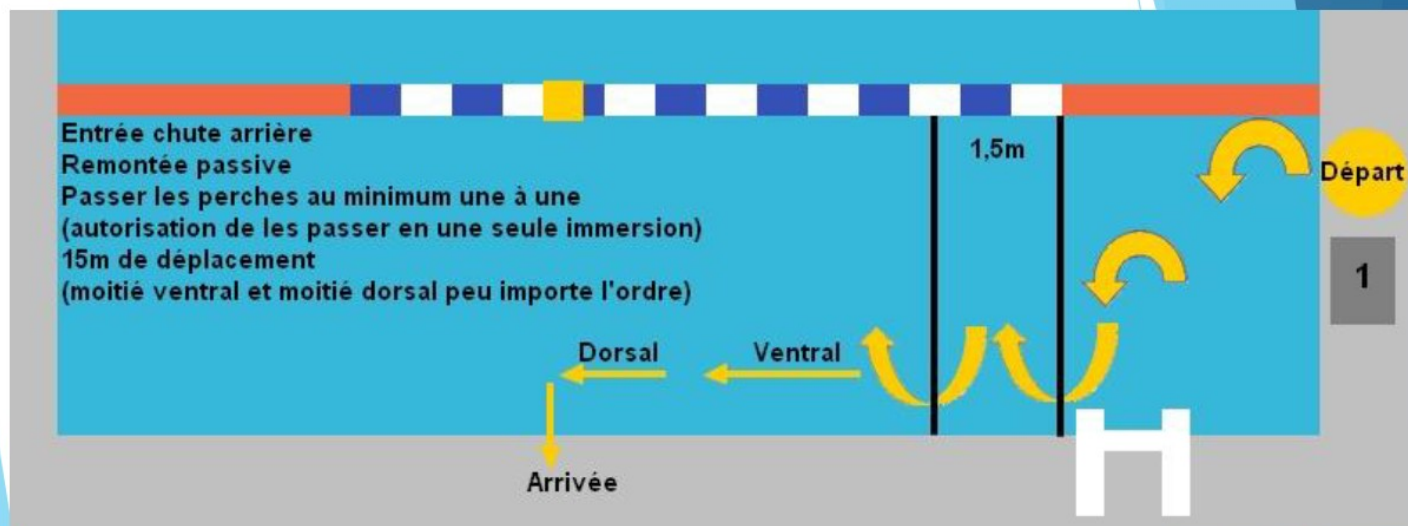 Entrée chute arrière
Remontée passive
Passer les perches au minimum une à une
(autorisation de les passer en une seule immersion)
15m de déplacement
(moitié ventral et moitié dorsal peu importe l'ordre)
1,5m
Départ
1
Dorsal
Ventral
Arrivée